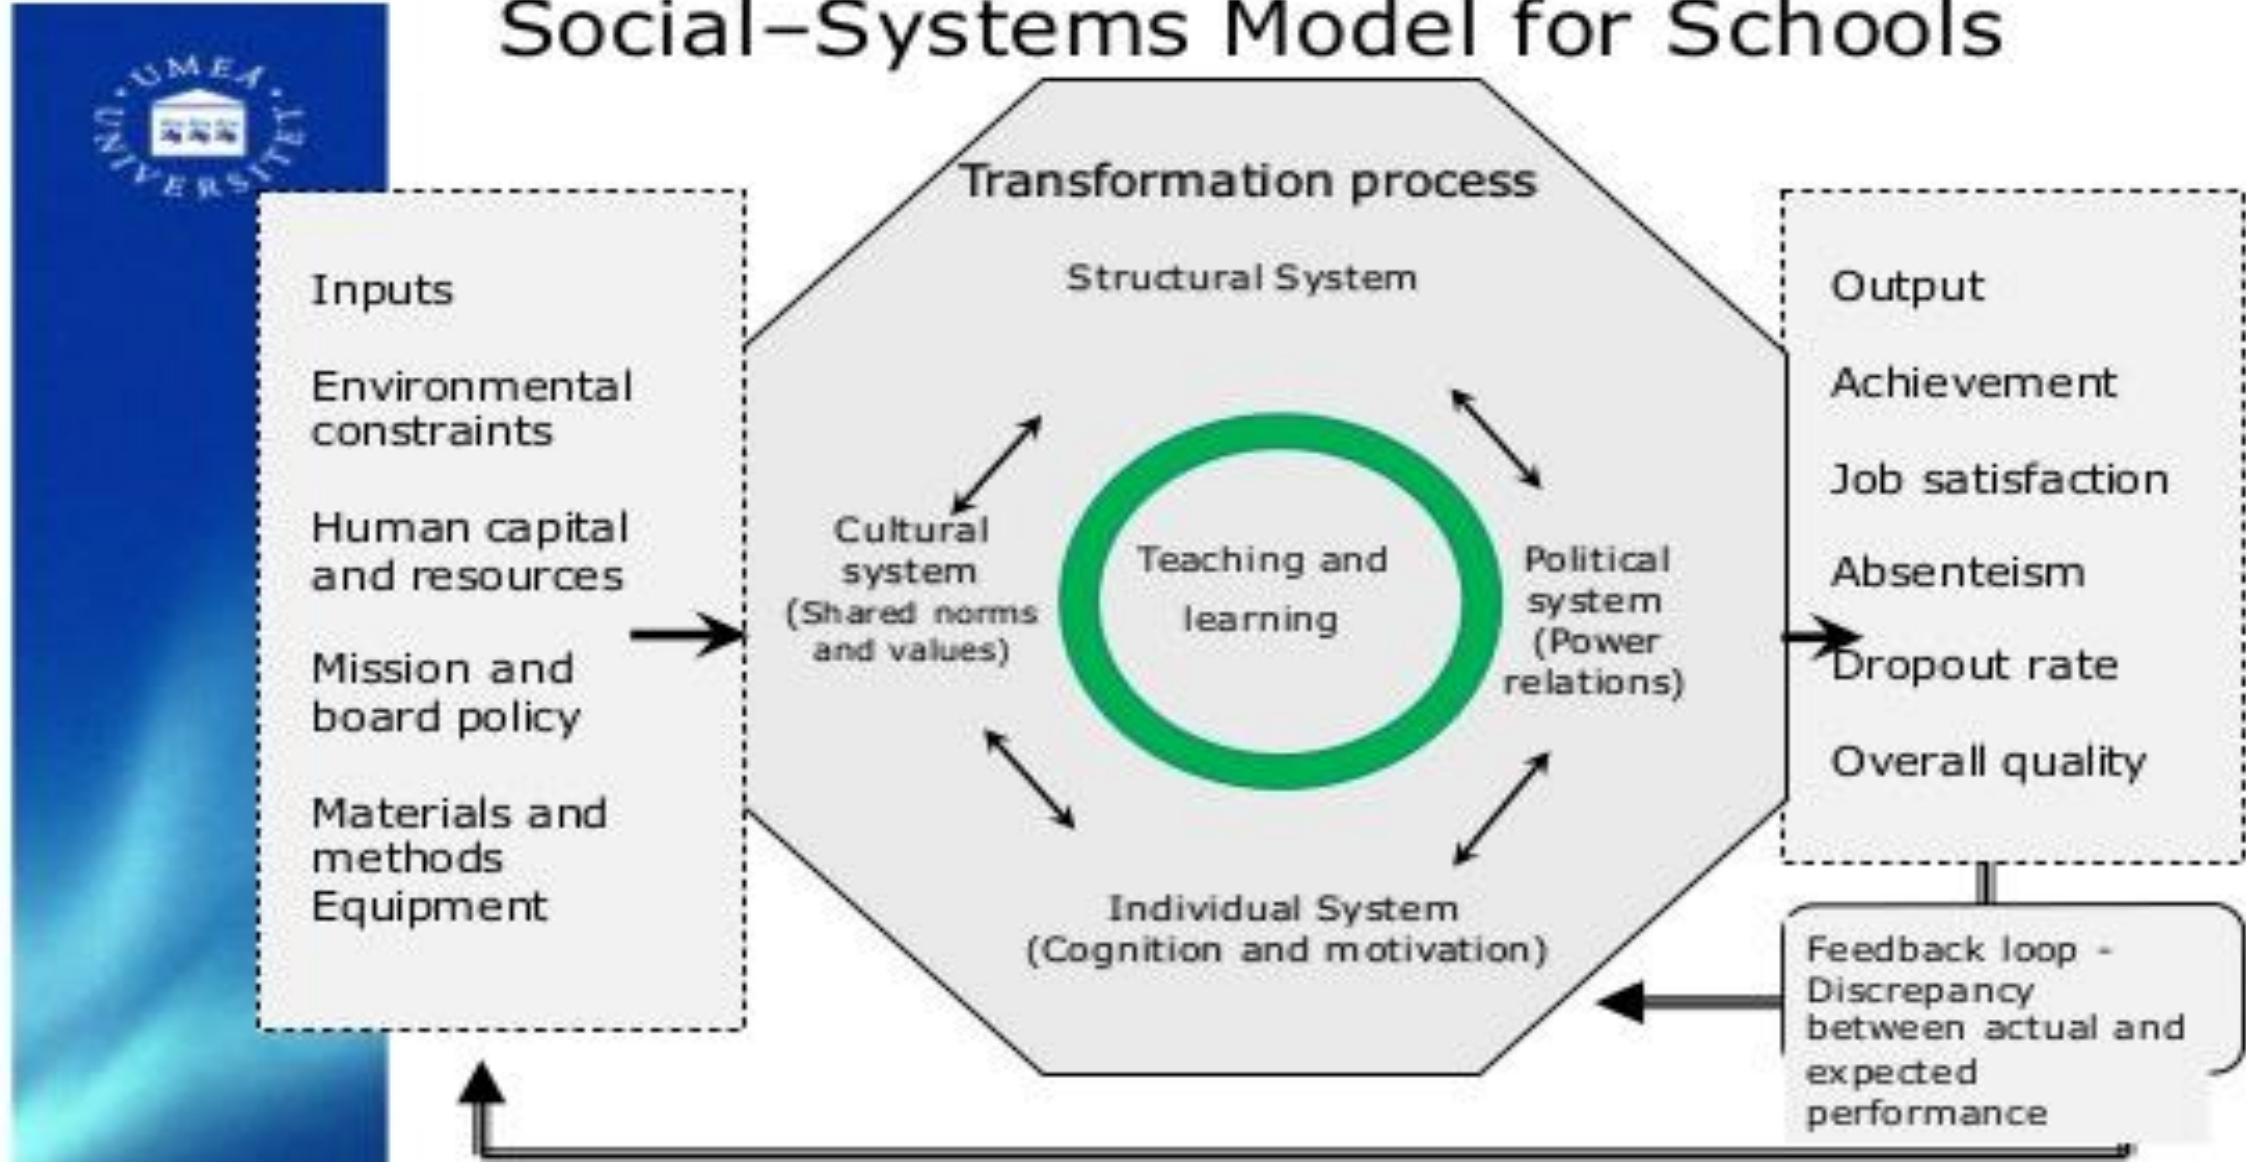 Social–Systems Model for Schools
UMEÅ UNIVERSITET
Inputs
Environmental
constraints
Human capital
and resources
Mission and
board policy
Materials and
methods
Equipment
Transformation process
Structural System
Cultural
system
(Shared norms
and values)
Teaching and
learning
Political
system
(Power
relations)
Individual System
(Cognition and motivation)
Output
Achievement
Job satisfaction
Absenteism
Dropout rate
Overall quality
Feedback loop -
Discrepancy
between actual and
expected
performance